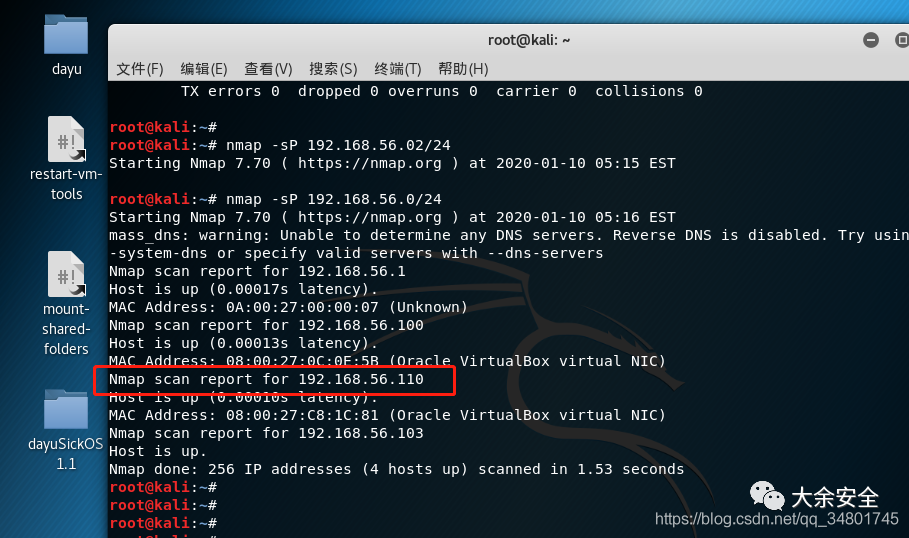 dayu
restart-vm-
tools
mount-
shared-
folders
dayuSickOS
1.1
root@kali: ~
文件(F) 编辑(E) 查看(V) 搜索(S) 终端(T) 帮助(H)
TX errors 0 dropped 0 overruns 0 carrier 0 collisions 0
root@kali:~#
root@kali:~# nmap -sP 192.168.56.02/24
Starting Nmap 7.70 ( https://nmap.org ) at 2020-01-10 05:15 EST
root@kali:~# nmap -sP 192.168.56.0/24
Starting Nmap 7.70 ( https://nmap.org ) at 2020-01-10 05:16 EST
mass_dns: warning: Unable to determine any DNS servers. Reverse DNS is disabled. Try usin
-system-dns or specify valid servers with --dns-servers
Nmap scan report for 192.168.56.1
Host is up (0.00017s latency).
MAC Address: 0A:00:27:00:00:07 (Unknown)
Nmap scan report for 192.168.56.100
Host is up (0.00013s latency).
MAC Address: 08:00:27:0C:0E:5B (Oracle VirtualBox virtual NIC)
Nmap scan report for 192.168.56.110
Host is up (0.00010s latency).
MAC Address: 08:00:27:C8:1C:81 (Oracle VirtualBox virtual NIC)
Nmap scan report for 192.168.56.103
Host is up.
Nmap done: 256 IP addresses (4 hosts up) scanned in 1.53 seconds
root@kali:~#
root@kali:~#
root@kali:~#
大余安全
https://blog.csdn.net/qq_34801745